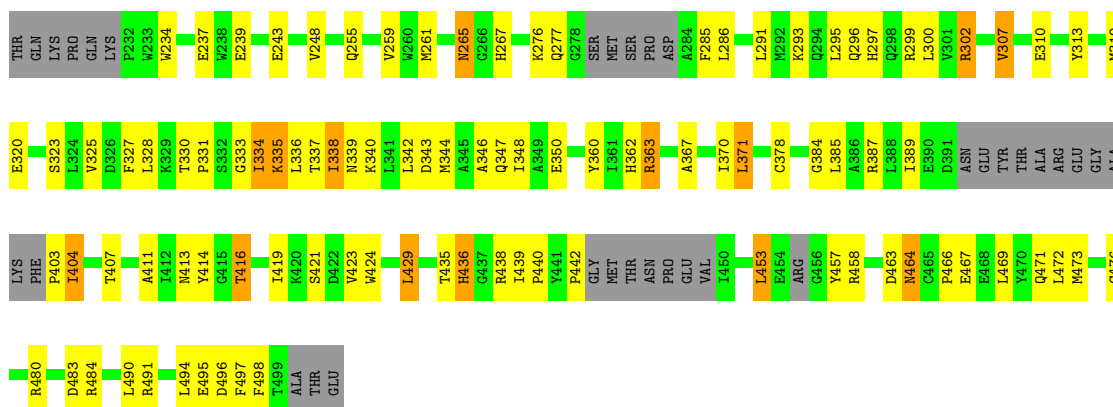 THR GLN LYS PRO GLN LYS P232 W233 W234 E237 W238 E239 E243 V248 Q255 V259 W260 M261 N265 G266 H267 K276 Q277 G278 SER MET SER PRO ASP A284 F285 L286 L291 M292 K293 Q294 L295 Q296 H297 Q298 R299 L300 V301 R302 V307 E310 Y313
E320 S323 L324 V325 D326 F327 L328 K329 T330 P331 S332 G333 I334 K335 L336 T337 I338 N339 K340 L341 L342 D343 M344 A345 A346 Q347 I348 A349 E350 Y360 I361 H362 R363 A367 I370 L371 C378 G384 L385 A386 R387 L388 I389 E390 D391 ASN GLU TYR THR ALA ARG GLU GLY ALA
LYS PHE P403 I404 T407 A411 I412 N413 Y414 G415 T416 I419 K420 S421 D422 V423 W424 L429 T435 H436 G437 R438 I439 P440 Y441 P442 GLY MET THR ASN PRO GLU VAL I450 L453 E454 ARG G456 Y457 R458 D463 N464 C465 P466 E467 E468 L469 Y470 Q471 L472 M473
R480 D483 R484 L490 R491 L494 E495 D496 F497 F498 T499 ALA THR GLU